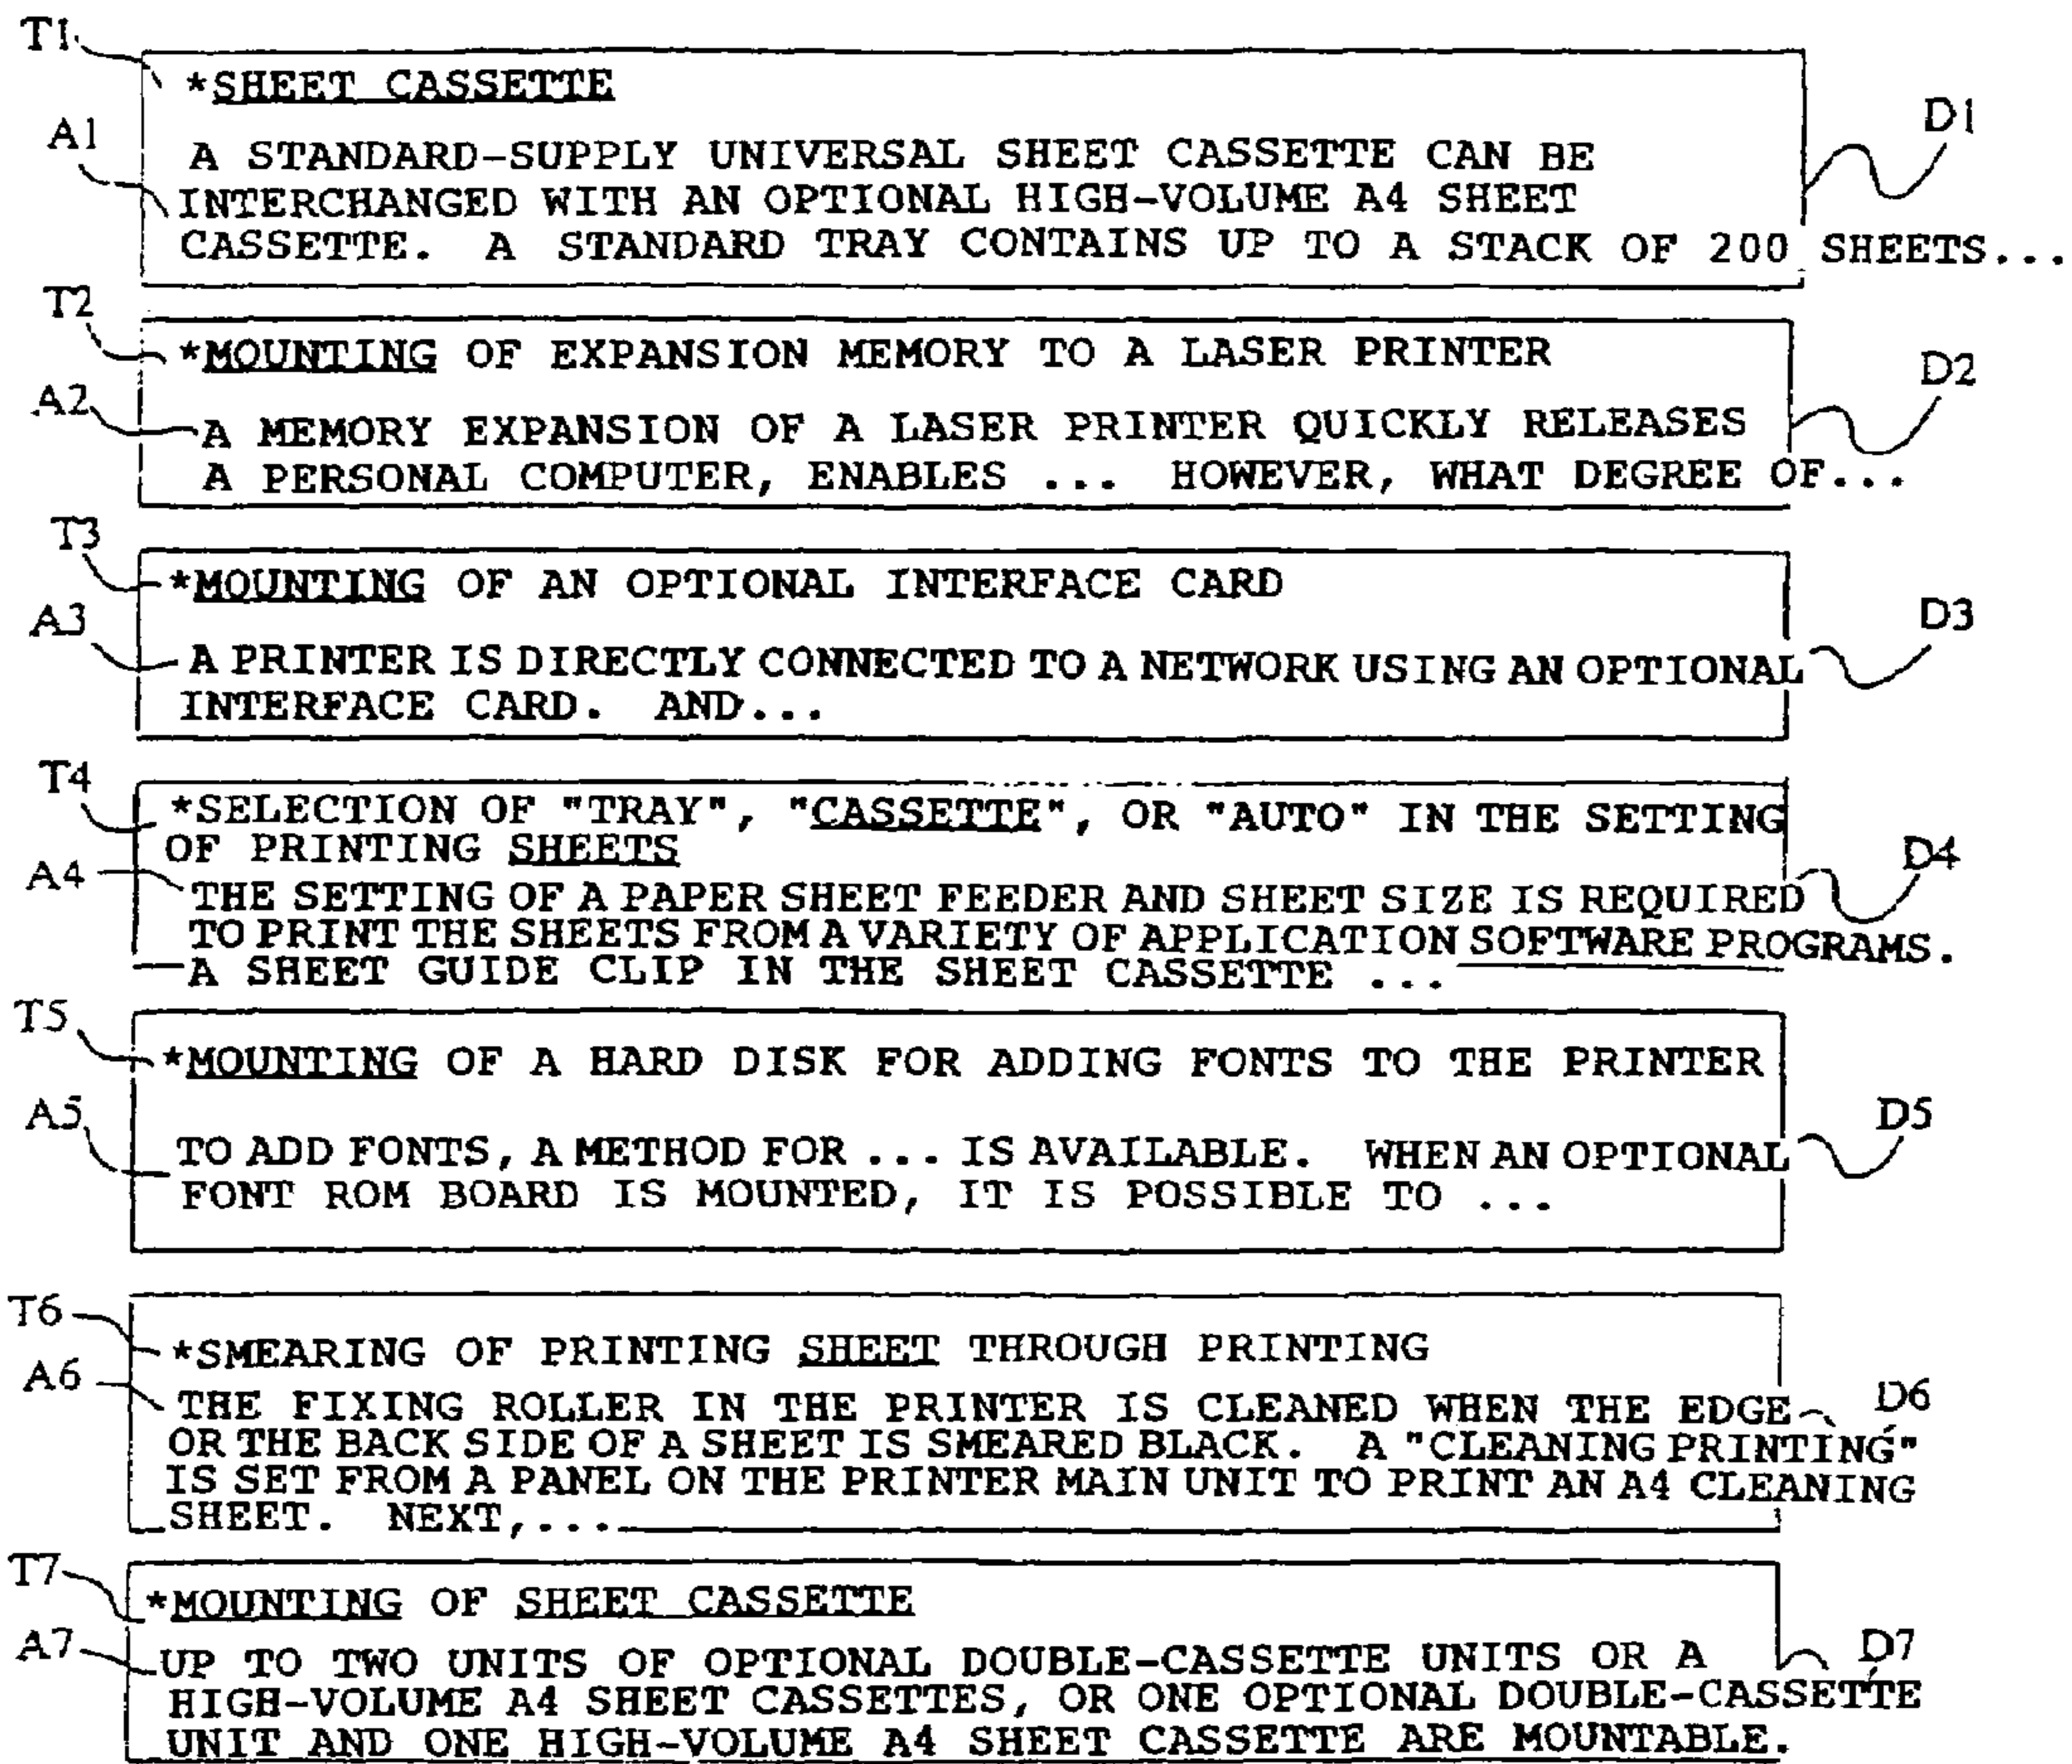 T1
*SHEET CASSETTE
A1
D1
A STANDARD-SUPPLY UNIVERSAL SHEET CASSETTE CAN BE
INTERCHANGED WITH AN OPTIONAL HIGH-VOLUME A4 SHEET
CASSETTE. A STANDARD TRAY CONTAINS UP TO A STACK OF 200 SHEETS...
T2
*MOUNTING OF EXPANSION MEMORY TO A LASER PRINTER
D2
A2
A MEMORY EXPANSION OF A LASER PRINTER QUICKLY RELEASES
A PERSONAL COMPUTER, ENABLES ... HOWEVER, WHAT DEGREE OF...
T3
*MOUNTING OF AN OPTIONAL INTERFACE CARD
A3
D3
A PRINTER IS DIRECTLY CONNECTED TO A NETWORK USING AN OPTIONAL
INTERFACE CARD. AND...
T4
*SELECTION OF "TRAY", "CASSETTE", OR "AUTO" IN THE SETTING
OF PRINTING SHEETS
A4
D4
THE SETTING OF A PAPER SHEET FEEDER AND SHEET SIZE IS REQUIRED
TO PRINT THE SHEETS FROM A VARIETY OF APPLICATION SOFTWARE PROGRAMS.
A SHEET GUIDE CLIP IN THE SHEET CASSETTE ...
T5
*MOUNTING OF A HARD DISK FOR ADDING FONTS TO THE PRINTER
A5
D5
TO ADD FONTS, A METHOD FOR ... IS AVAILABLE. WHEN AN OPTIONAL
FONT ROM BOARD IS MOUNTED, IT IS POSSIBLE TO ...
T6
*SMEARING OF PRINTING SHEET THROUGH PRINTING
A6
D6
THE FIXING ROLLER IN THE PRINTER IS CLEANED WHEN THE EDGE
OR THE BACK SIDE OF A SHEET IS SMEARED BLACK. A "CLEANING PRINTING"
IS SET FROM A PANEL ON THE PRINTER MAIN UNIT TO PRINT AN A4 CLEANING
SHEET. NEXT,...
T7
*MOUNTING OF SHEET CASSETTE
A7
D7
UP TO TWO UNITS OF OPTIONAL DOUBLE-CASSETTE UNITS OR A
HIGH-VOLUME A4 SHEET CASSETTES, OR ONE OPTIONAL DOUBLE-CASSETTE
UNIT AND ONE HIGH-VOLUME A4 SHEET CASSETTE ARE MOUNTABLE.